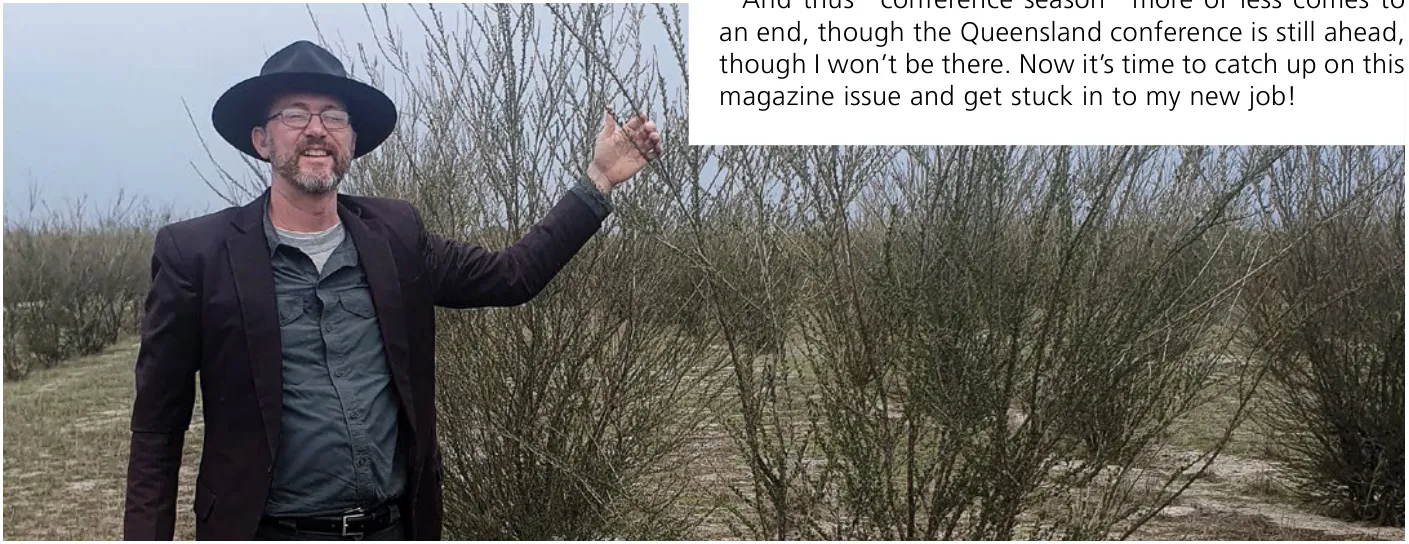 And thus "conference season" more or less comes to
an end, though the Queensland conference is still ahead,
though I won't be there. Now it's time to catch up on this
magazine issue and get stuck in to my new job!